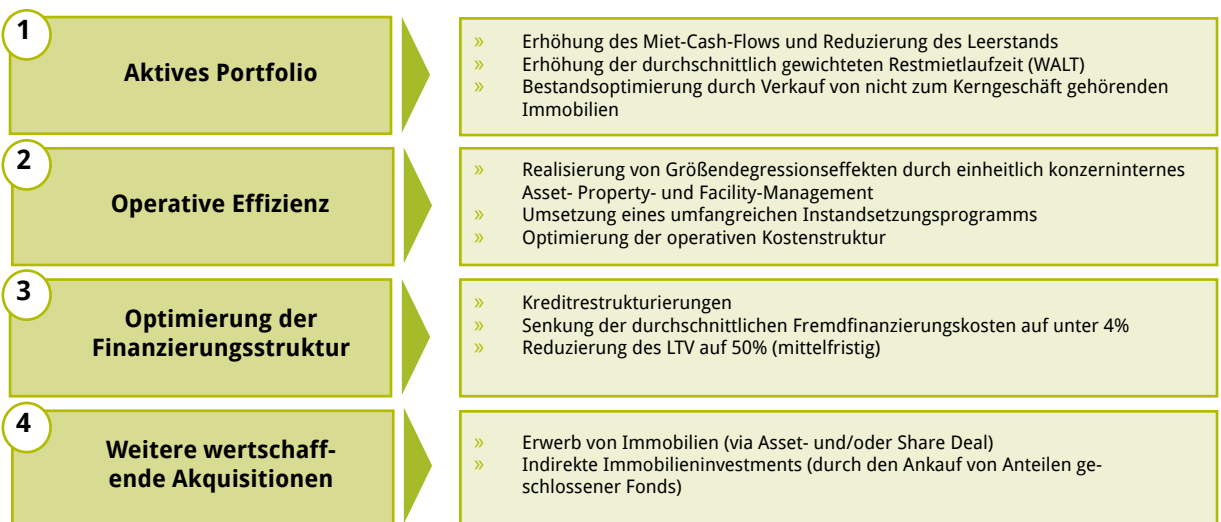 1
Aktives Portfolio
» Erhöhung des Miet-Cash-Flows und Reduzierung des Leerstands
» Erhöhung der durchschnittlich gewichteten Restmietlaufzeit (WALT)
» Bestandsoptimierung durch Verkauf von nicht zum Kerngeschäft gehörenden
Immobilien
2
Operative Effizienz
» Realisierung von Größendegressionseffekten durch einheitlich konzerninternes
Asset- Property- und Facility-Management
» Umsetzung eines umfangreichen Instandsetzungsprogramms
» Optimierung der operativen Kostenstruktur
3
Optimierung der
Finanzierungsstruktur
» Kreditrestrukturierungen
» Senkung der durchschnittlichen Fremdfinanzierungskosten auf unter 4%
» Reduzierung des LTV auf 50% (mittelfristig)
4
Weitere wertschaff-
ende Akquisitionen
» Erwerb von Immobilien (via Asset- und/oder Share Deal)
» Indirekte Immobilieninvestments (durch den Ankauf von Anteilen ge-
schlossener Fonds)